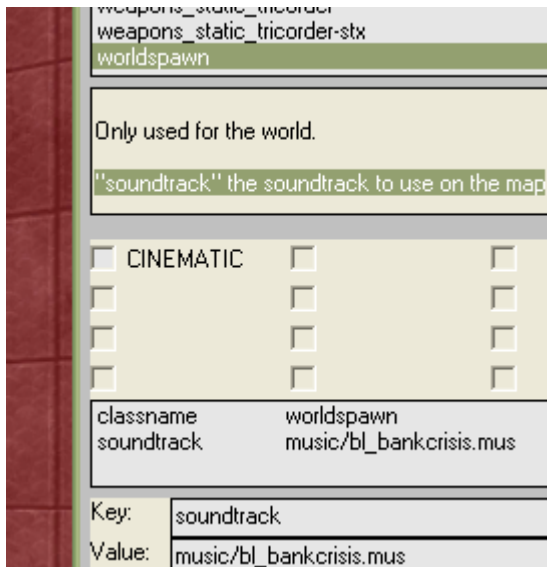 weapons_static_tricorder
weapons_static_tricorder-stx
worldspawn
Only used for the world.
"soundtrack" the soundtrack to use on the map
CINEMATIC
classname worldspawn
soundtrack music/bl_bankcrisis.mus
Key: soundtrack
Value: music/bl_bankcrisis.mus